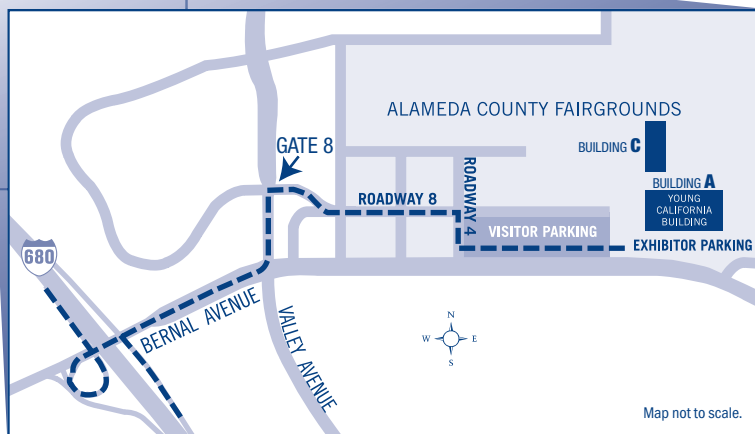 ALAMEDA COUNTY FAIRGROUNDS
BUILDING C
GATE 8
BUILDING A
YOUNG
CALIFORNIA
BUILDING
ROADWAY 8
ROADWAY 4
VISITOR PARKING
EXHIBITOR PARKING
680
BERNAL AVENUE
VALLEY AVENUE
N
W
E
S
Map not to scale.